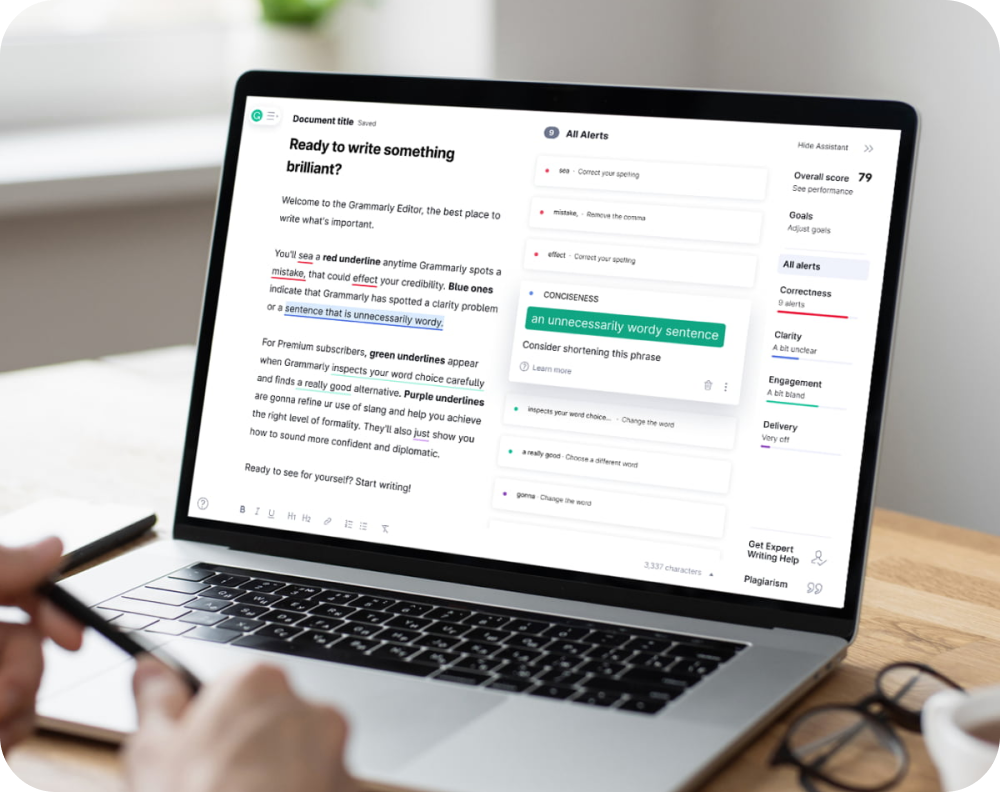 Document title Saved
Ready to write something
brilliant?
Welcome to the Grammarly Editor, the best place to
write what's important.
You'll sea a red underline anytime Grammarly spots a
mistake, that could effect your credibility. Blue ones
indicate that Grammarly has spotted a clarity problem
or a sentence that is unnecessarily wordy.
For Premium subscribers, green underlines appear
when Grammarly inspects your word choice carefully
and finds a really good alternative. Purple underlines
are gonna refine ur use of slang and help you achieve
the right level of formality. They'll also just show you
how to sound more confident and diplomatic.
Ready to see for yourself? Start writing!
B I U H1 H2
9 All Alerts
sea · Correct your spelling
mistake, · Remove the comma
effect · Correct your spelling
CONCISENESS
an unnecessarily wordy sentence
Consider shortening this phrase
Learn more
inspects your word choice... · Change the word
a really good · Choose a different word
gonna · Change the word
3,337 characters
Hide Assistant
Overall score 79
See performance
Goals
Adjust goals
All alerts
Correctness
9 alerts
Clarity
A bit unclear
Engagement
A bit bland
Delivery
Very off
Get Expert
Writing Help
Plagiarism